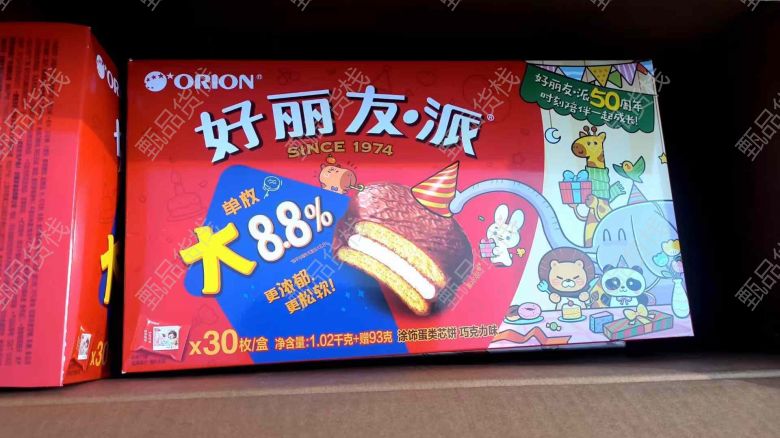 ORION
好丽友·派
SINCE 1974
好丽友·派50周年
时刻陪伴一起成长!
单枚
大8.8%
更浓郁,
更松软!
x30枚/盒 净含量:1.02千克+赠93克 涂饰蛋类芯饼 巧克力味
甄品货栈